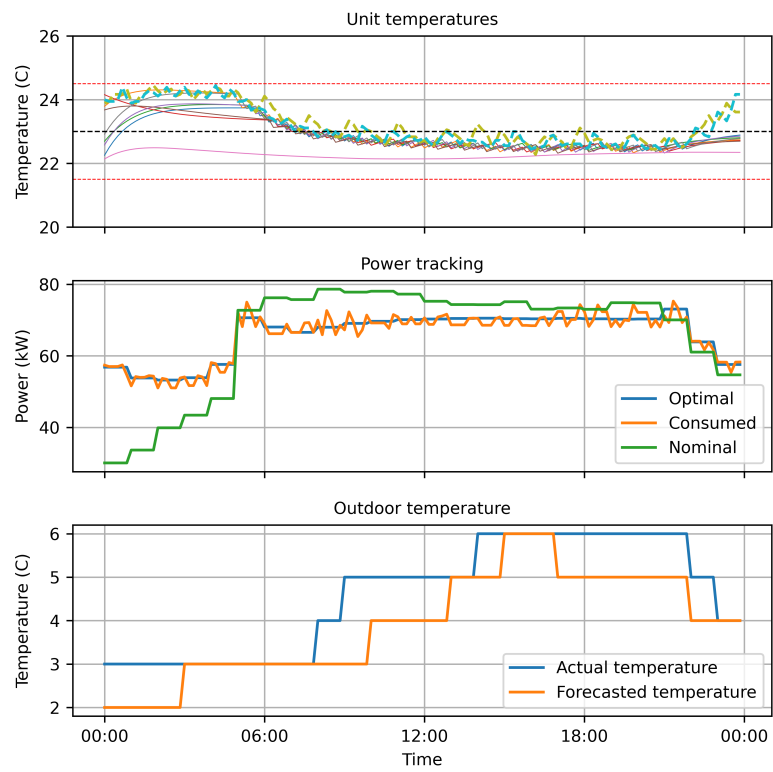 Unit temperatures
Temperature (C)
26
24
22
20
Power tracking
Power (kW)
80
60
40
Optimal
Consumed
Nominal
Outdoor temperature
Temperature (C)
6
5
4
3
2
Actual temperature
Forecasted temperature
00:00 06:00 12:00 18:00 00:00
Time